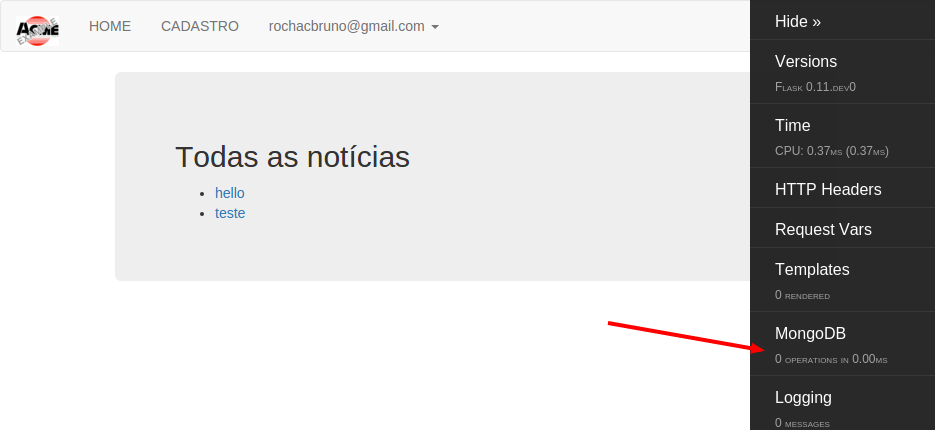 ACME
EXAMPLE
HOME
CADASTRO
rochacbruno@gmail.com
Todas as notícias
hello
teste
Hide »
Versions
Flask 0.11.dev0
Time
CPU: 0.37ms (0.37ms)
HTTP Headers
Request Vars
Templates
0 rendered
MongoDB
0 operations in 0.00ms
Logging
0 messages